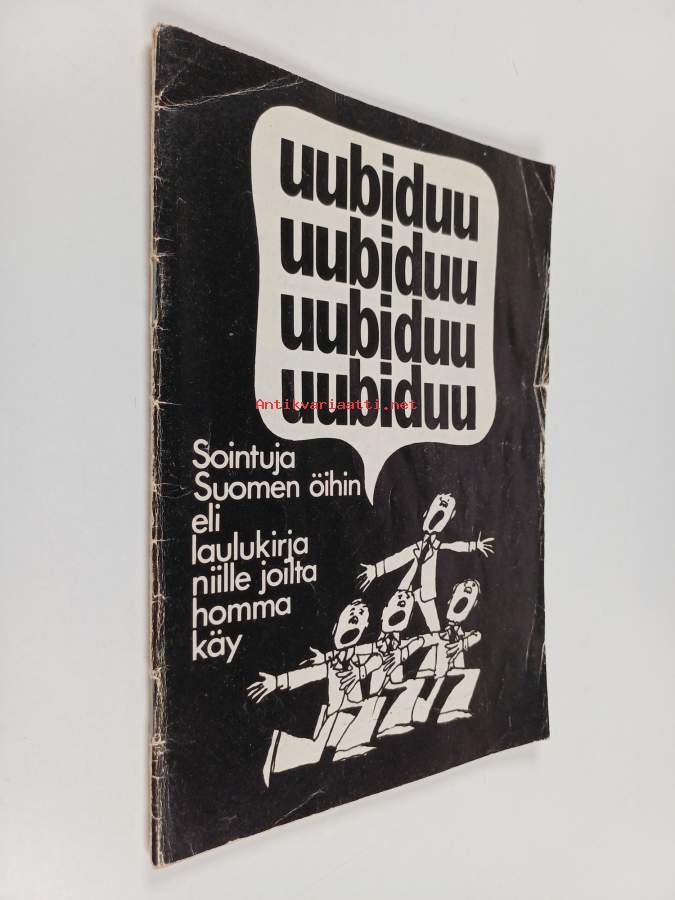 uubiduu
uubiduu
uubiduu
uubiduu
Antikvariaatti.net
Sointuja
Suomen öihin
eli
laulukirja
niille joilta
homma
käy